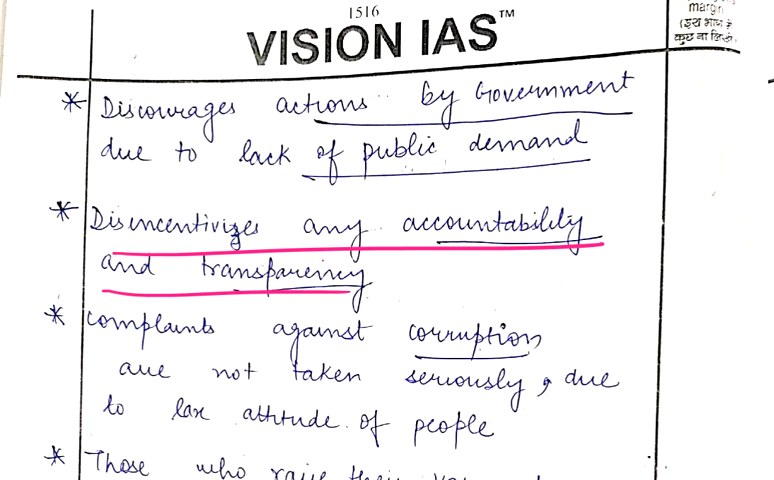 1516
VISION IAS™
margin
(इस भाग में
कुछ ना लिखें
* Discourages actions by Government
due to lack of public demand
* Disincentivizes any accountability
and transparency
* complaints against corruption
are not taken seriously, due
to lax attitude of people
* Those who raise their